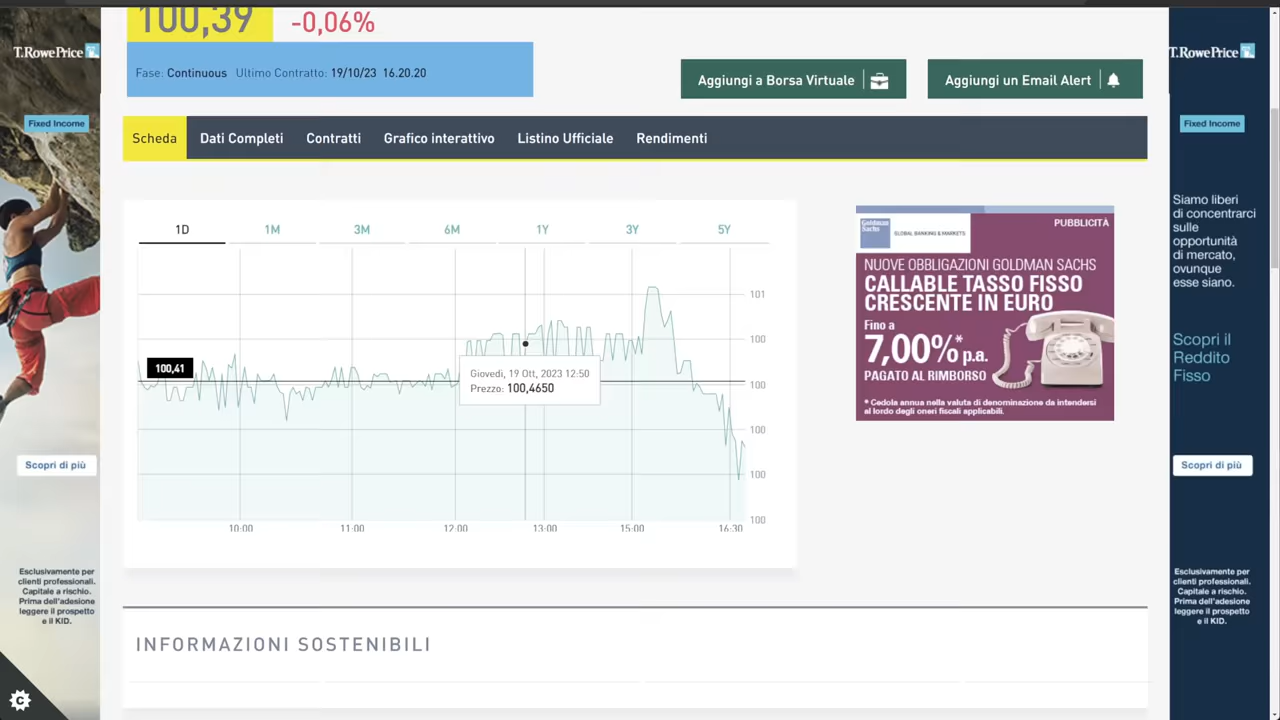 100,39
-0,06%
T.RowePrice
T.RowePrice
Fase: Continuous Ultimo Contratto: 19/10/23 16.20.20
Aggiungi a Borsa Virtuale
Aggiungi un Email Alert
Fixed Income
Fixed Income
Scheda
Dati Completi
Contratti
Grafico interattivo
Listino Ufficiale
Rendimenti
1D
1M
3M
6M
1Y
3Y
5Y
101
100
100
100
100
100
100,41
Giovedì, 19 Ott, 2023 12:50
Prezzo: 100,4650
10:00
11:00
12:00
13:00
15:00
16:30
Goldman
Sachs
GLOBAL BANKING & MARKETS
PUBBLICITÀ
NUOVE OBBLIGAZIONI GOLDMAN SACHS
CALLABLE TASSO FISSO
CRESCENTE IN EURO
Fino a
7,00%* p.a.
PAGATO AL RIMBORSO
* Cedola annua nella valuta di denominazione da intendersi
al lordo degli oneri fiscali applicabili.
Siamo liberi
di concentrarci
sulle
opportunità
di mercato,
ovunque
esse siano.
Scopri il
Reddito
Fisso
Scopri di più
Scopri di più
Esclusivamente per
clienti professionali.
Capitale a rischio.
Prima dell'adesione
leggere il prospetto
e il KID.
Esclusivamente per
clienti professionali.
Capitale a rischio.
Prima dell'adesione
leggere il prospetto
e il KID.
INFORMAZIONI SOSTENIBILI